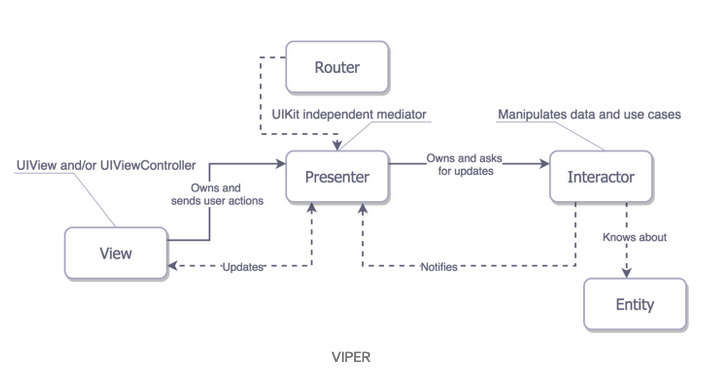 Router
UIKit independent mediator
Manipulates data and use cases
UIView and/or UIViewController
Presenter
Owns and asks
for updates
Interactor
Owns and
sends user actions
View
Updates
Notifies
Knows about
Entity
VIPER